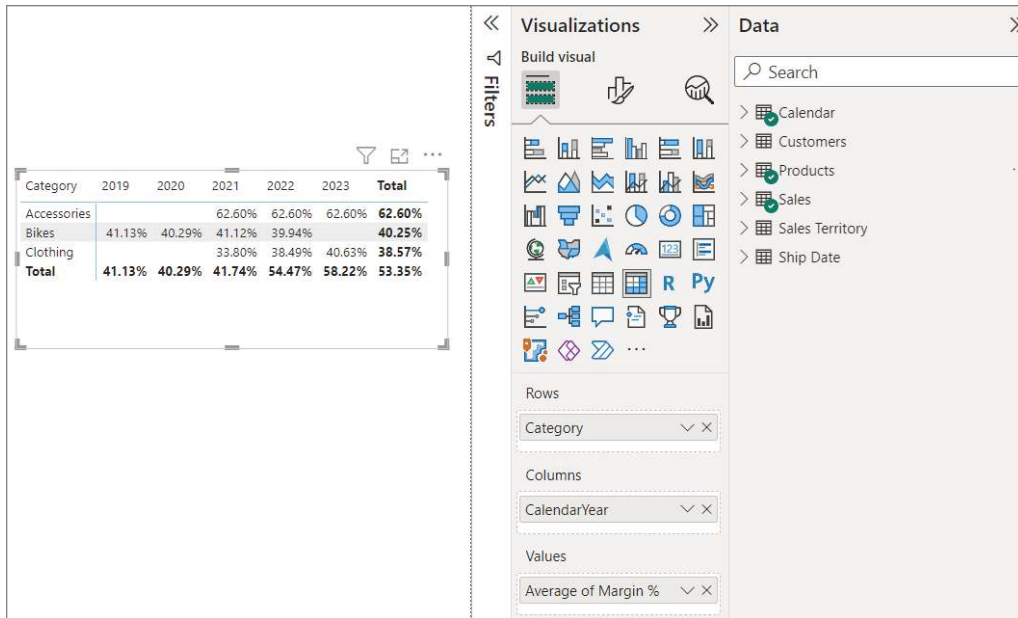 Visualizations
Data
Build visual
Filters
Search
Calendar
Customers
Products
Sales
Sales Territory
Ship Date
Category 2019 2020 2021 2022 2023 Total
Accessories 62.60% 62.60% 62.60% 62.60%
Bikes 41.13% 40.29% 41.12% 39.94% 40.25%
Clothing 33.80% 38.49% 40.63% 38.57%
Total 41.13% 40.29% 41.74% 54.47% 58.22% 53.35%
123
R Py
Rows
Category
Columns
CalendarYear
Values
Average of Margin %